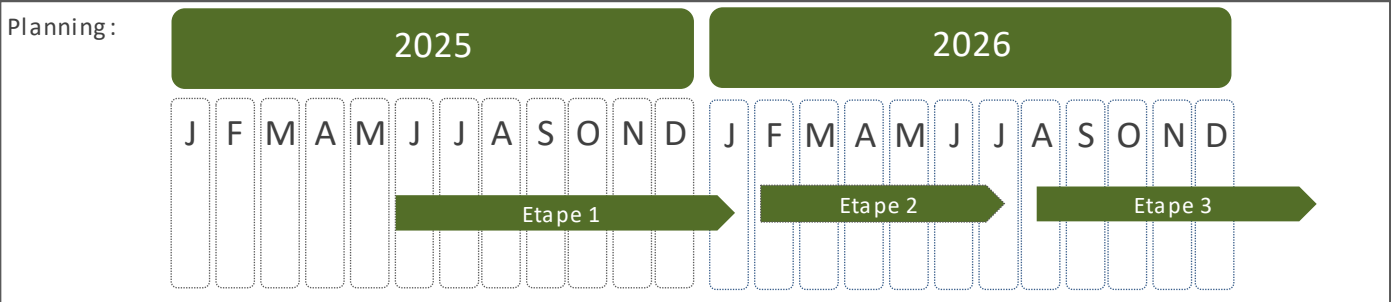 Planning:
2025 2026
J F M A M J J A S O N D J F M A M J J A S O N D
Etape 1 Etape 2 Etape 3